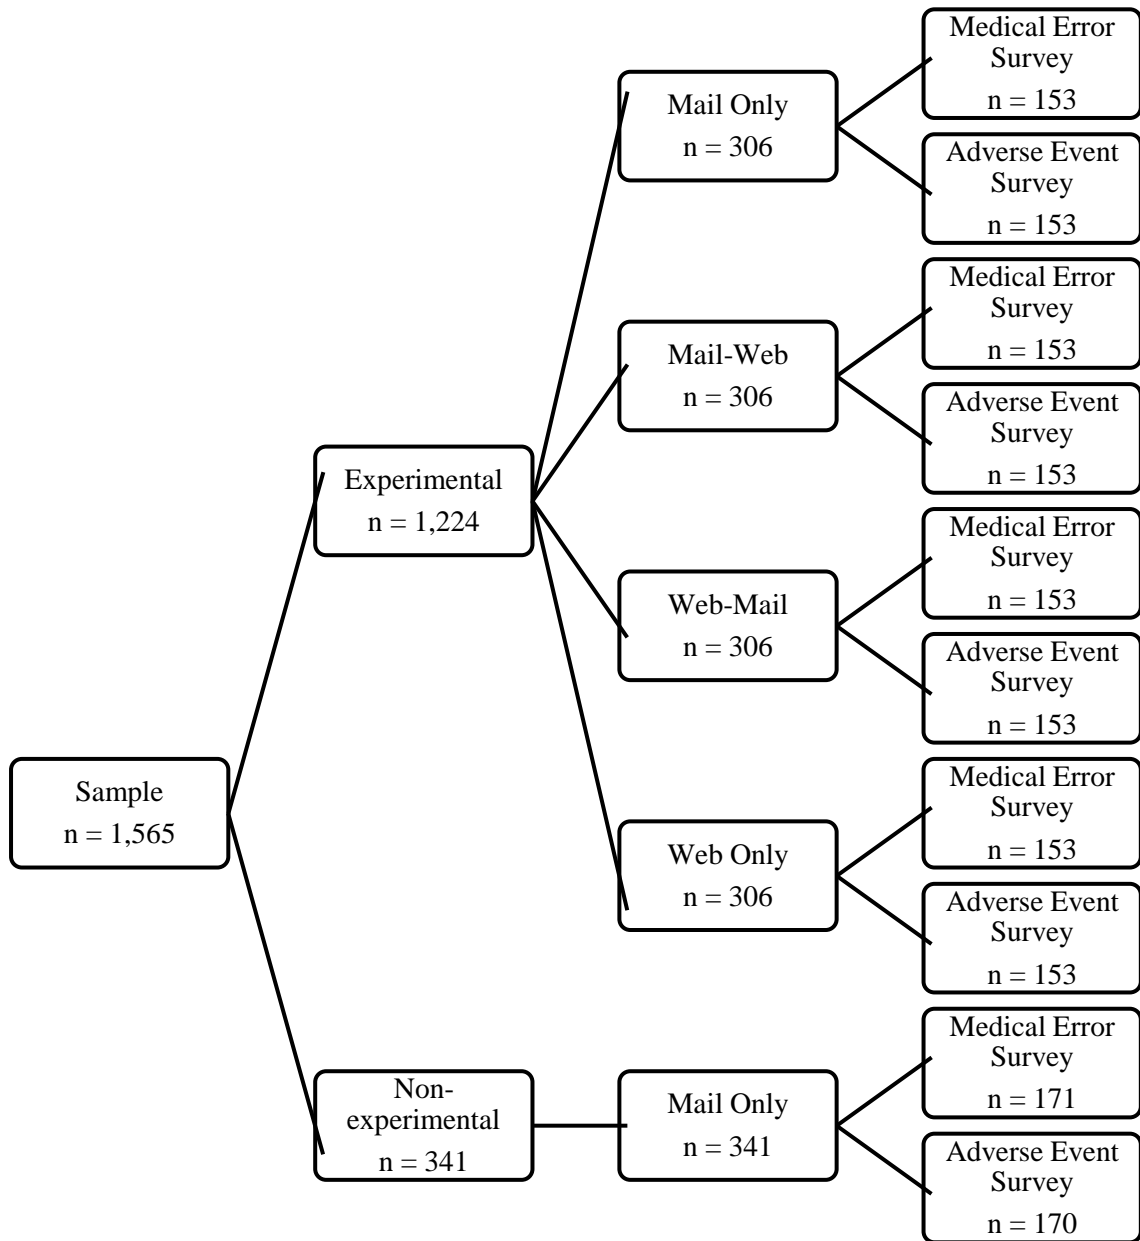 Sample
n = 1,565
Experimental
n = 1,224
Non-
experimental
n = 341
Mail Only
n = 306
Mail-Web
n = 306
Web-Mail
n = 306
Web Only
n = 306
Mail Only
n = 341
Medical Error
Survey
n = 153
Adverse Event
Survey
n = 153
Medical Error
Survey
n = 153
Adverse Event
Survey
n = 153
Medical Error
Survey
n = 153
Adverse Event
Survey
n = 153
Medical Error
Survey
n = 153
Adverse Event
Survey
n = 153
Medical Error
Survey
n = 171
Adverse Event
Survey
n = 170